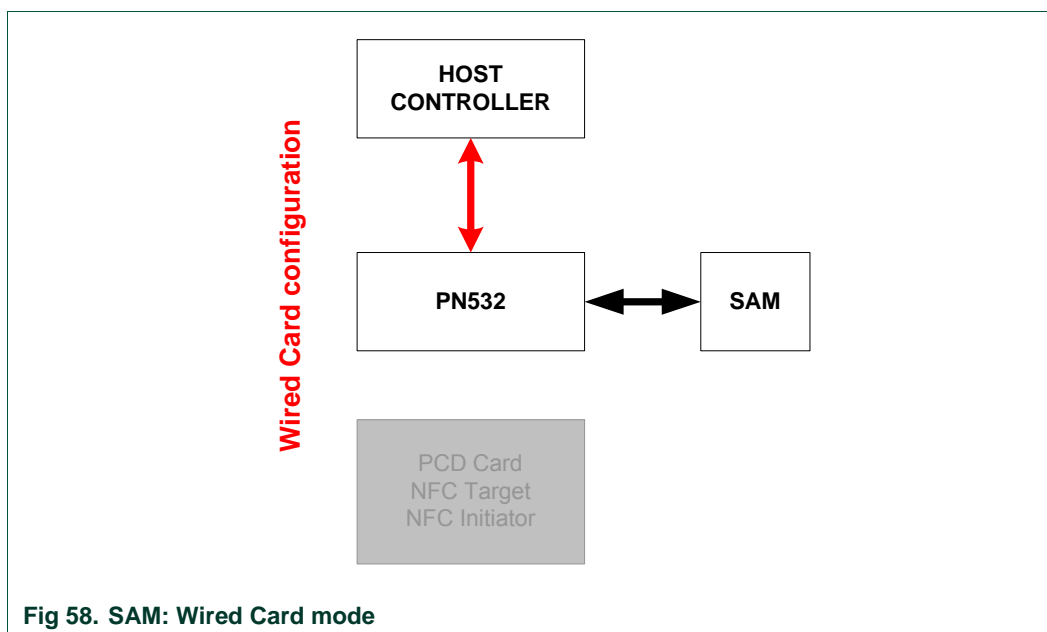 HOST
CONTROLLER
Wired Card configuration
PN532
SAM
PCD Card
NFC Target
NFC Initiator
Fig 58. SAM: Wired Card mode